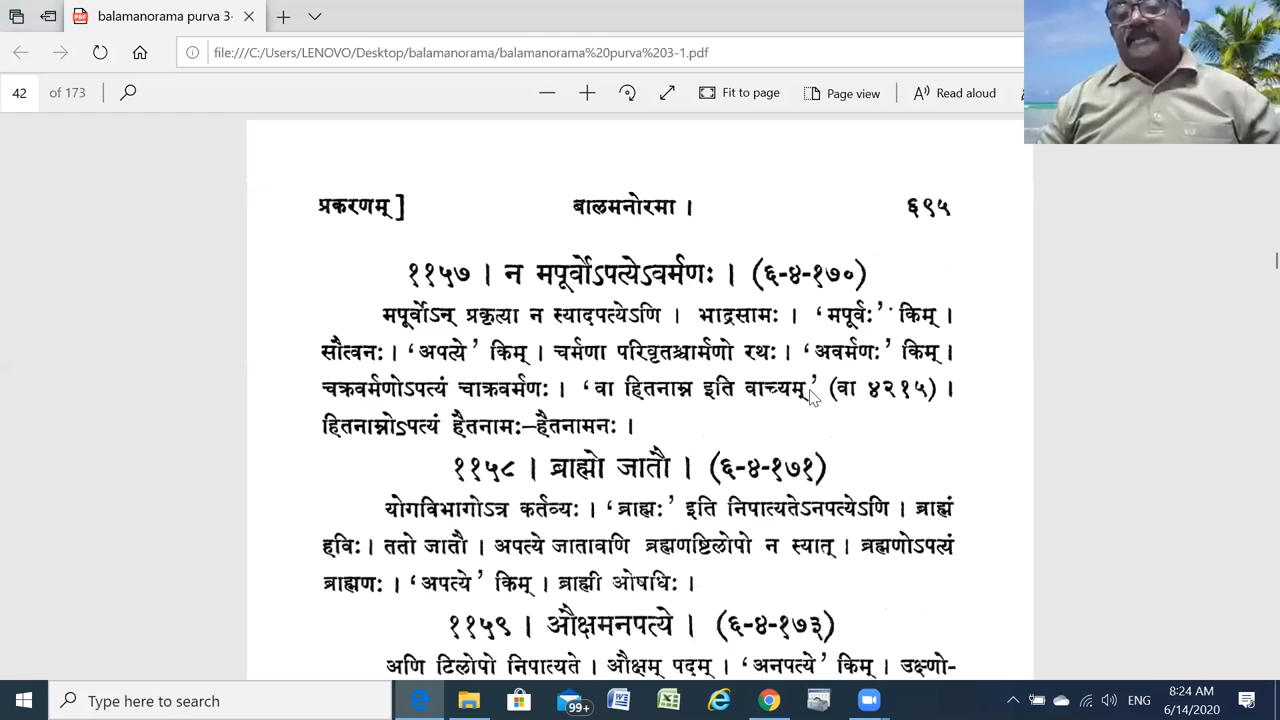 balamanorama purva 3-
file:///C:/Users/LENOVO/Desktop/balamanorama/balamanorama%20purva%203-1.pdf
42 of 173 Fit to page Page view Read aloud
प्रकरणम् ] बालमनोरमा । ६९५
११५७ । न मपूर्वोऽपत्येऽवर्मणः । (६-४-१७०)
मपूर्वोऽन् प्रकृत्या न स्यादपत्येऽणि । भाद्रसामः । ‘मपूर्वः’ किम् ।
सौत्वनः । ‘अपत्ये’ किम् । चर्मणा परिवृतश्चार्मणो रथः । ‘अवर्मणः’ किम् ।
चक्रवर्मणोऽपत्यं चाक्रवर्मणः । ‘वा हितनाम्न इति वाच्यम्’ (वा ४२१५) ।
हितनाम्नोऽपत्यं हैतनामः–हैतनामनः ।
११५८ । ब्राह्मो जातौ । (६-४-१७१)
योगविभागोऽत्र कर्तव्यः । ‘ब्राह्मः’ इति निपात्यतेऽनपत्येऽणि । ब्राह्मं
हविः । ततो जातौ । अपत्ये जातावणि ब्रह्मणष्टिलोपो न स्यात् । ब्रह्मणोऽपत्यं
ब्राह्मणः । ‘अपत्ये’ किम् । ब्राह्मी ओषधिः ।
११५९ । औक्षमनपत्ये । (६-४-१७३)
अणि टिलोपो निपात्यते । औक्षम् पदम् । ‘अनपत्ये’ किम् । उक्ष्णो-
Type here to search
99+
ENG
8:24 AM
6/14/2020